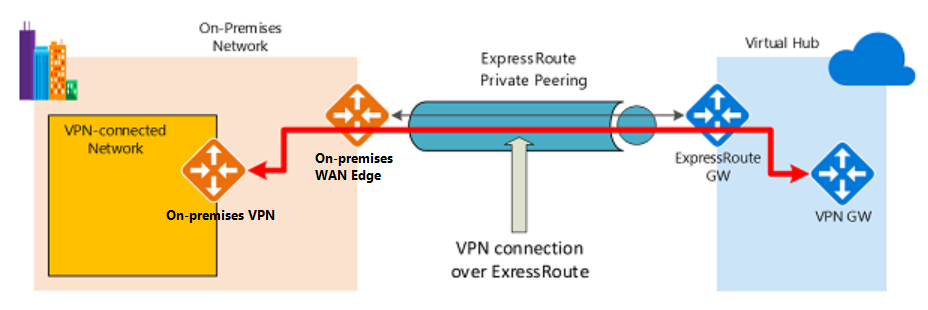 On-Premises
Network
ExpressRoute
Private Peering
Virtual Hub
VPN-connected
Network
On-premises
WAN Edge
ExpressRoute
GW
On-premises VPN
VPN GW
VPN connection
over ExressRoute